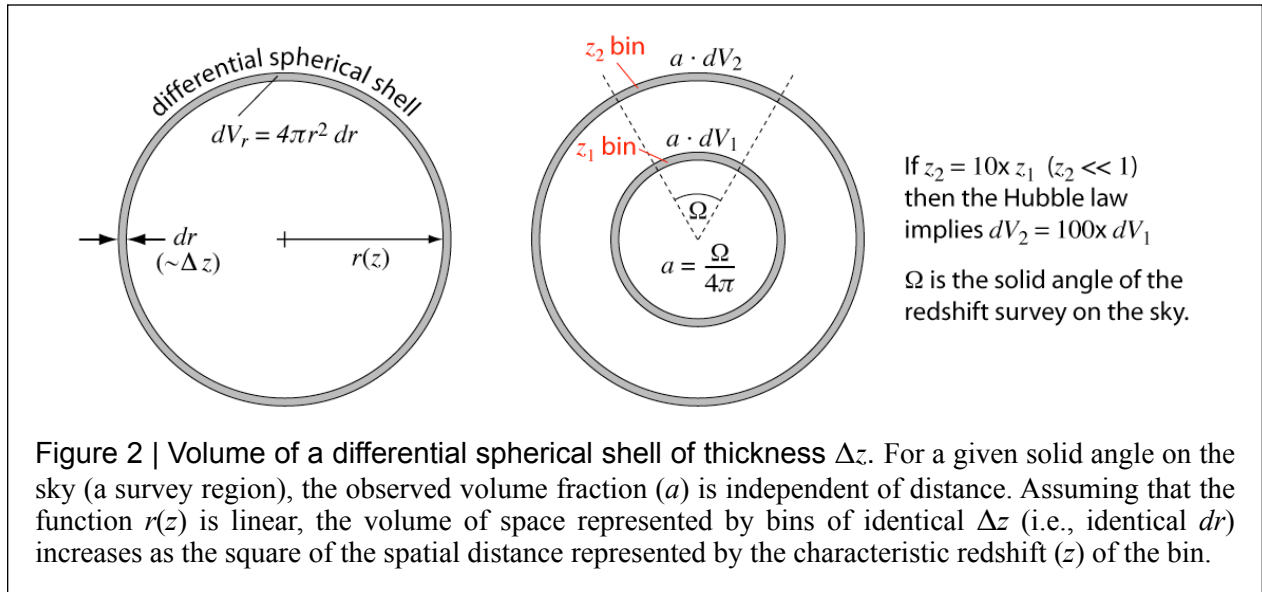 differential spherical shell
dVᵣ = 4πr² dr
dr
(~Δ z)
r(z)
z₂ bin
a · dV₂
z₁ bin
a · dV₁
Ω
a = Ω/4π
If z₂ = 10x z₁ (z₂ << 1)
then the Hubble law
implies dV₂ = 100x dV₁
Ω is the solid angle of the
redshift survey on the sky.
Figure 2 | Volume of a differential spherical shell of thickness Δz. For a given solid angle on the
sky (a survey region), the observed volume fraction (a) is independent of distance. Assuming that the
function r(z) is linear, the volume of space represented by bins of identical Δz (i.e., identical dr)
increases as the square of the spatial distance represented by the characteristic redshift (z) of the bin.